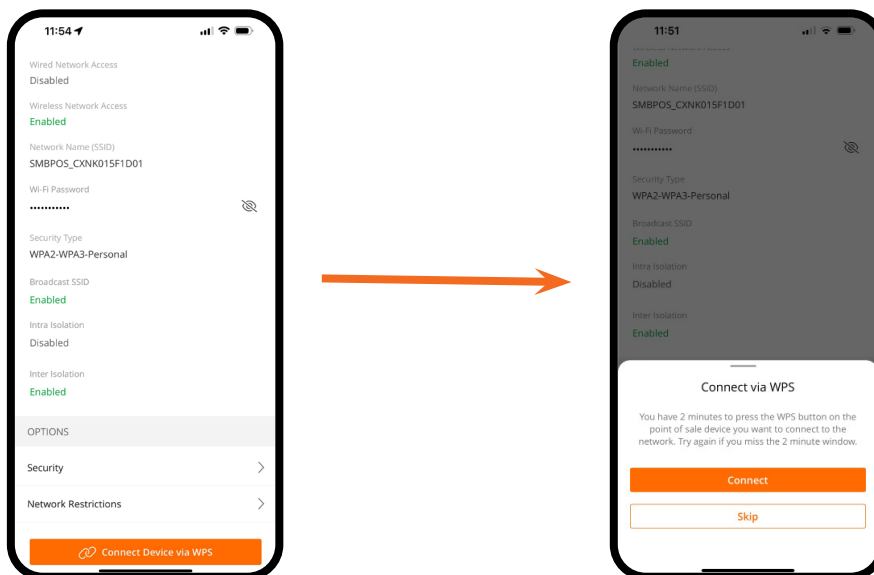 11:54
Wired Network Access
Disabled
Wireless Network Access
Enabled
Network Name (SSID)
SMBPOS_CXNK015F1D01
Wi-Fi Password
•••••••••••
Security Type
WPA2-WPA3-Personal
Broadcast SSID
Enabled
Intra Isolation
Disabled
Inter Isolation
Enabled
OPTIONS
Security
Network Restrictions
Connect Device via WPS
11:51
Enabled
Network Name (SSID)
SMBPOS_CXNK015F1D01
Wi-Fi Password
•••••••••••
Security Type
WPA2-WPA3-Personal
Broadcast SSID
Enabled
Intra Isolation
Disabled
Inter Isolation
Enabled
Connect via WPS
You have 2 minutes to press the WPS button on the
point of sale device you want to connect to the
network. Try again if you miss the 2 minute window.
Connect
Skip